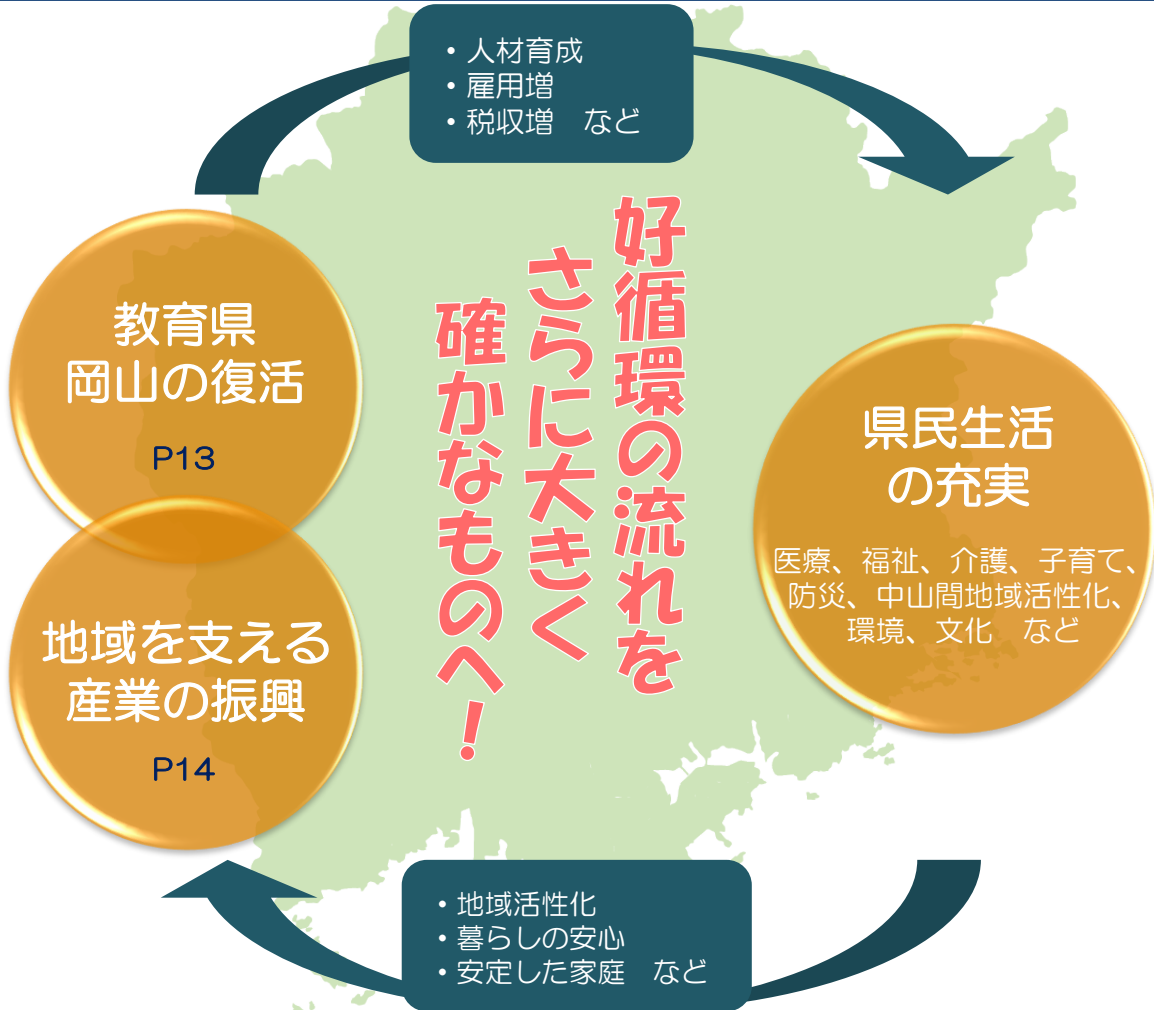 ・人材育成
・雇用増
・税収増　など
好循環の流れを
さらに大きく
確かなものへ！
教育県
岡山の復活
P13
地域を支える
産業の振興
P14
県民生活
の充実
医療、福祉、介護、子育て、
防災、中山間地域活性化、
環境、文化　など
・地域活性化
・暮らしの安心
・安定した家庭　など